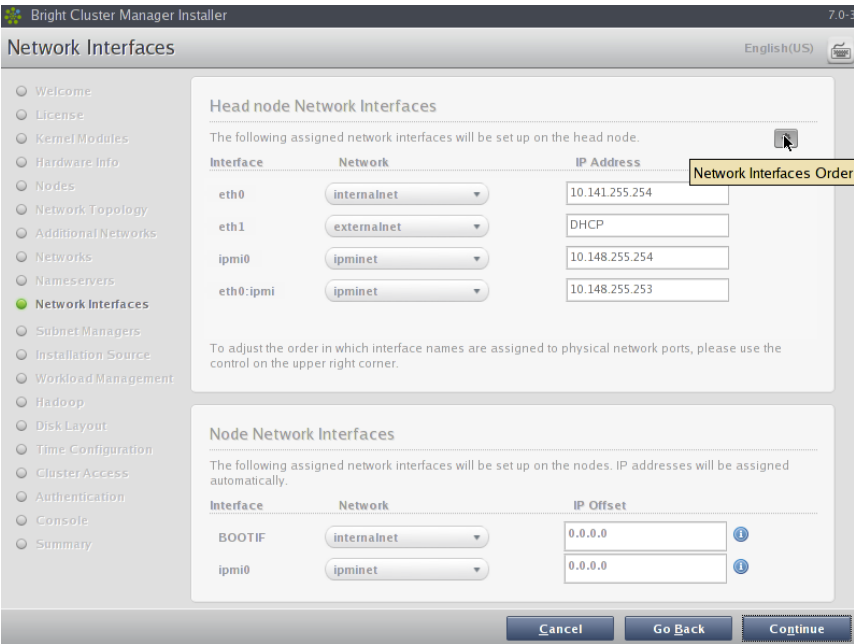 Bright Cluster Manager Installer
7.0-3
Network Interfaces
English(US)
Welcome
License
Kernel Modules
Hardware Info
Nodes
Network Topology
Additional Networks
Networks
Nameservers
Network Interfaces
Subnet Managers
Installation Source
Workload Management
Hadoop
Disk Layout
Time Configuration
Cluster Access
Authentication
Console
Summary
Head node Network Interfaces
The following assigned network interfaces will be set up on the head node.
Network Interfaces Order
Interface Network IP Address
eth0 internalnet 10.141.255.254
eth1 externalnet DHCP
ipmi0 ipminet 10.148.255.254
eth0:ipmi ipminet 10.148.255.253
To adjust the order in which interface names are assigned to physical network ports, please use the
control on the upper right corner.
Node Network Interfaces
The following assigned network interfaces will be set up on the nodes. IP addresses will be assigned
automatically.
Interface Network IP Offset
BOOTIF internalnet 0.0.0.0
ipmi0 ipminet 0.0.0.0
Cancel Go Back Continue